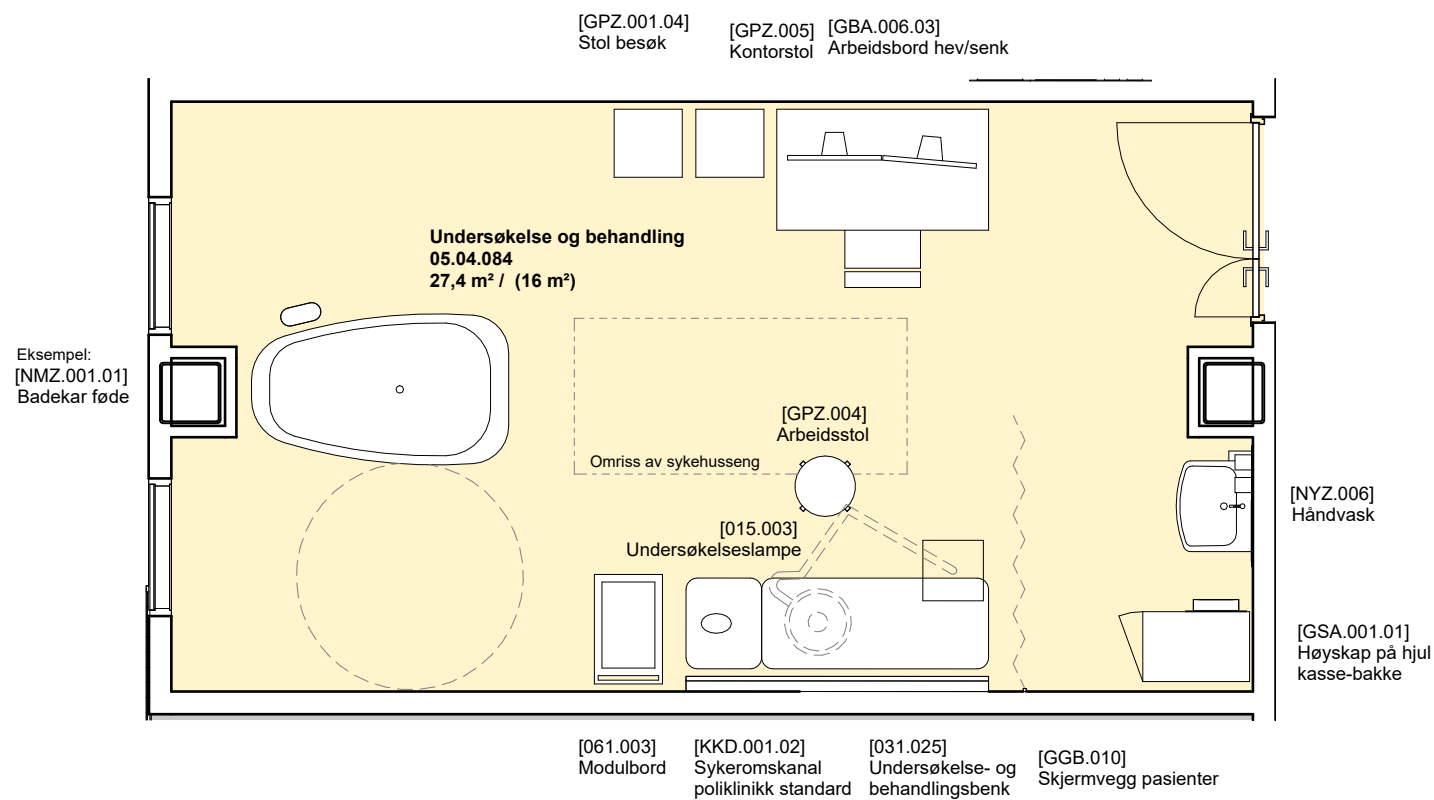 [GPZ.001.04]
Stol besøk
[GPZ.005]
Kontorstol
[GBA.006.03]
Arbeidsbord hev/senk
Undersøkelse og behandling
05.04.084
27,4 m² / (16 m²)
Eksempel:
[NMZ.001.01]
Badekar føde
[GPZ.004]
Arbeidsstol
Omriss av sykehusseng
[015.003]
Undersøkelseslampe
[NYZ.006]
Håndvask
[GSA.001.01]
Høyskap på hjul
kasse-bakke
[061.003]
Modulbord
[KKD.001.02]
Sykeromskanal
poliklinikk standard
[031.025]
Undersøkelse- og
behandlingsbenk
[GGB.010]
Skjermvegg pasienter